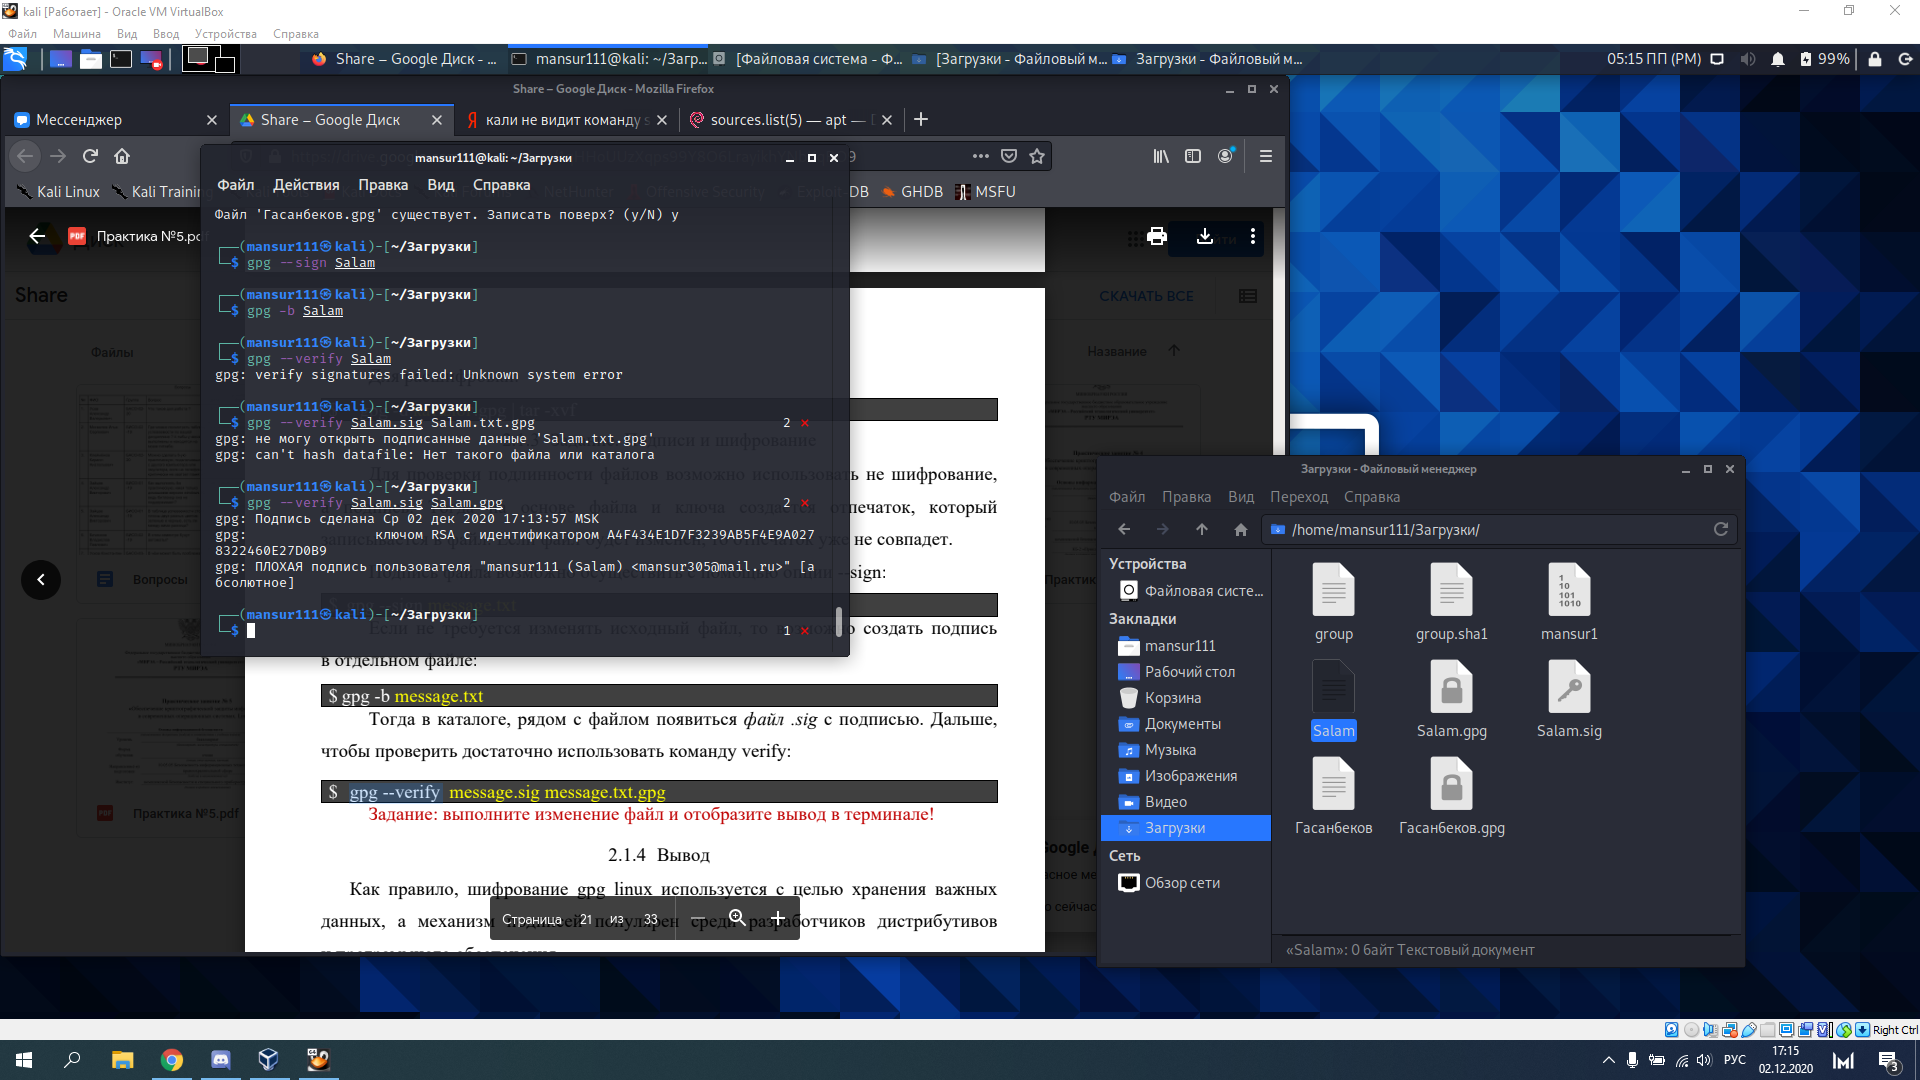 kali [Работает] - Oracle VM VirtualBox
Файл Машина Вид Ввод Устройства Справка
Share – Google Диск - ...
mansur111@kali: ~/Загр...
[Файловая система - Ф...
[Загрузки - Файловый м...
Загрузки - Файловый м...
05:15 ПП (PM)
99%
Share – Google Диск - Mozilla Firefox
Мессенджер
Share – Google Диск
кали не видит команду s
sources.list(5) — apt —
Kali Linux
Kali Training
NetHunter
Offensive Security
GHDB
MSFU
Практика №5.pdf
Share
СКАЧАТЬ ВСЕ
Файлы
Название
Вопросы
Практика №5.pdf
mansur111@kali: ~/Загрузки
Файл Действия Правка Вид Справка
Файл 'Гасанбеков.gpg' существует. Записать поверх? (y/N) y
(mansur111㉿kali)-[~/Загрузки]
$ gpg --sign Salam
(mansur111㉿kali)-[~/Загрузки]
$ gpg -b Salam
(mansur111㉿kali)-[~/Загрузки]
$ gpg --verify Salam
gpg: verify signatures failed: Unknown system error
(mansur111㉿kali)-[~/Загрузки]
$ gpg --verify Salam.sig Salam.txt.gpg 2 ⨯
gpg: не могу открыть подписанные данные 'Salam.txt.gpg'
gpg: can't hash datafile: Нет такого файла или каталога
(mansur111㉿kali)-[~/Загрузки]
$ gpg --verify Salam.sig Salam.gpg 2 ⨯
gpg: Подпись сделана Ср 02 дек 2020 17:13:57 MSK
gpg: ключом RSA с идентификатором A4F434E1D7F3239AB5F4E9A027
8322460E27D0B9
gpg: ПЛОХАЯ подпись пользователя "mansur111 (Salam) <mansur305@mail.ru>" [а
бсолютное]
(mansur111㉿kali)-[~/Загрузки]
$ 1 ⨯
не шифрование,
отпечаток, который
не совпадет.
--sign:
создать подпись
в отдельном файле:
$ gpg -b message.txt
Тогда в каталоге, рядом с файлом появиться файл .sig с подписью. Дальше,
чтобы проверить достаточно использовать команду verify:
$ gpg --verify message.sig message.txt.gpg
Задание: выполните изменение файл и отобразите вывод в терминале!
2.1.4 Вывод
Как правило, шифрование gpg linux используется с целью хранения важных
данных, а механизм подписей популярен среди разработчиков дистрибутивов
Страница 21 из 33
Загрузки - Файловый менеджер
Файл Правка Вид Переход Справка
/home/mansur111/Загрузки/
Устройства
Файловая систе...
Закладки
mansur111
Рабочий стол
Корзина
Документы
Музыка
Изображения
Видео
Загрузки
Сеть
Обзор сети
group
group.sha1
mansur1
Salam
Salam.gpg
Salam.sig
Гасанбеков
Гасанбеков.gpg
«Salam»: 0 байт Текстовый документ
Right Ctrl
РУС
17:15
02.12.2020
3